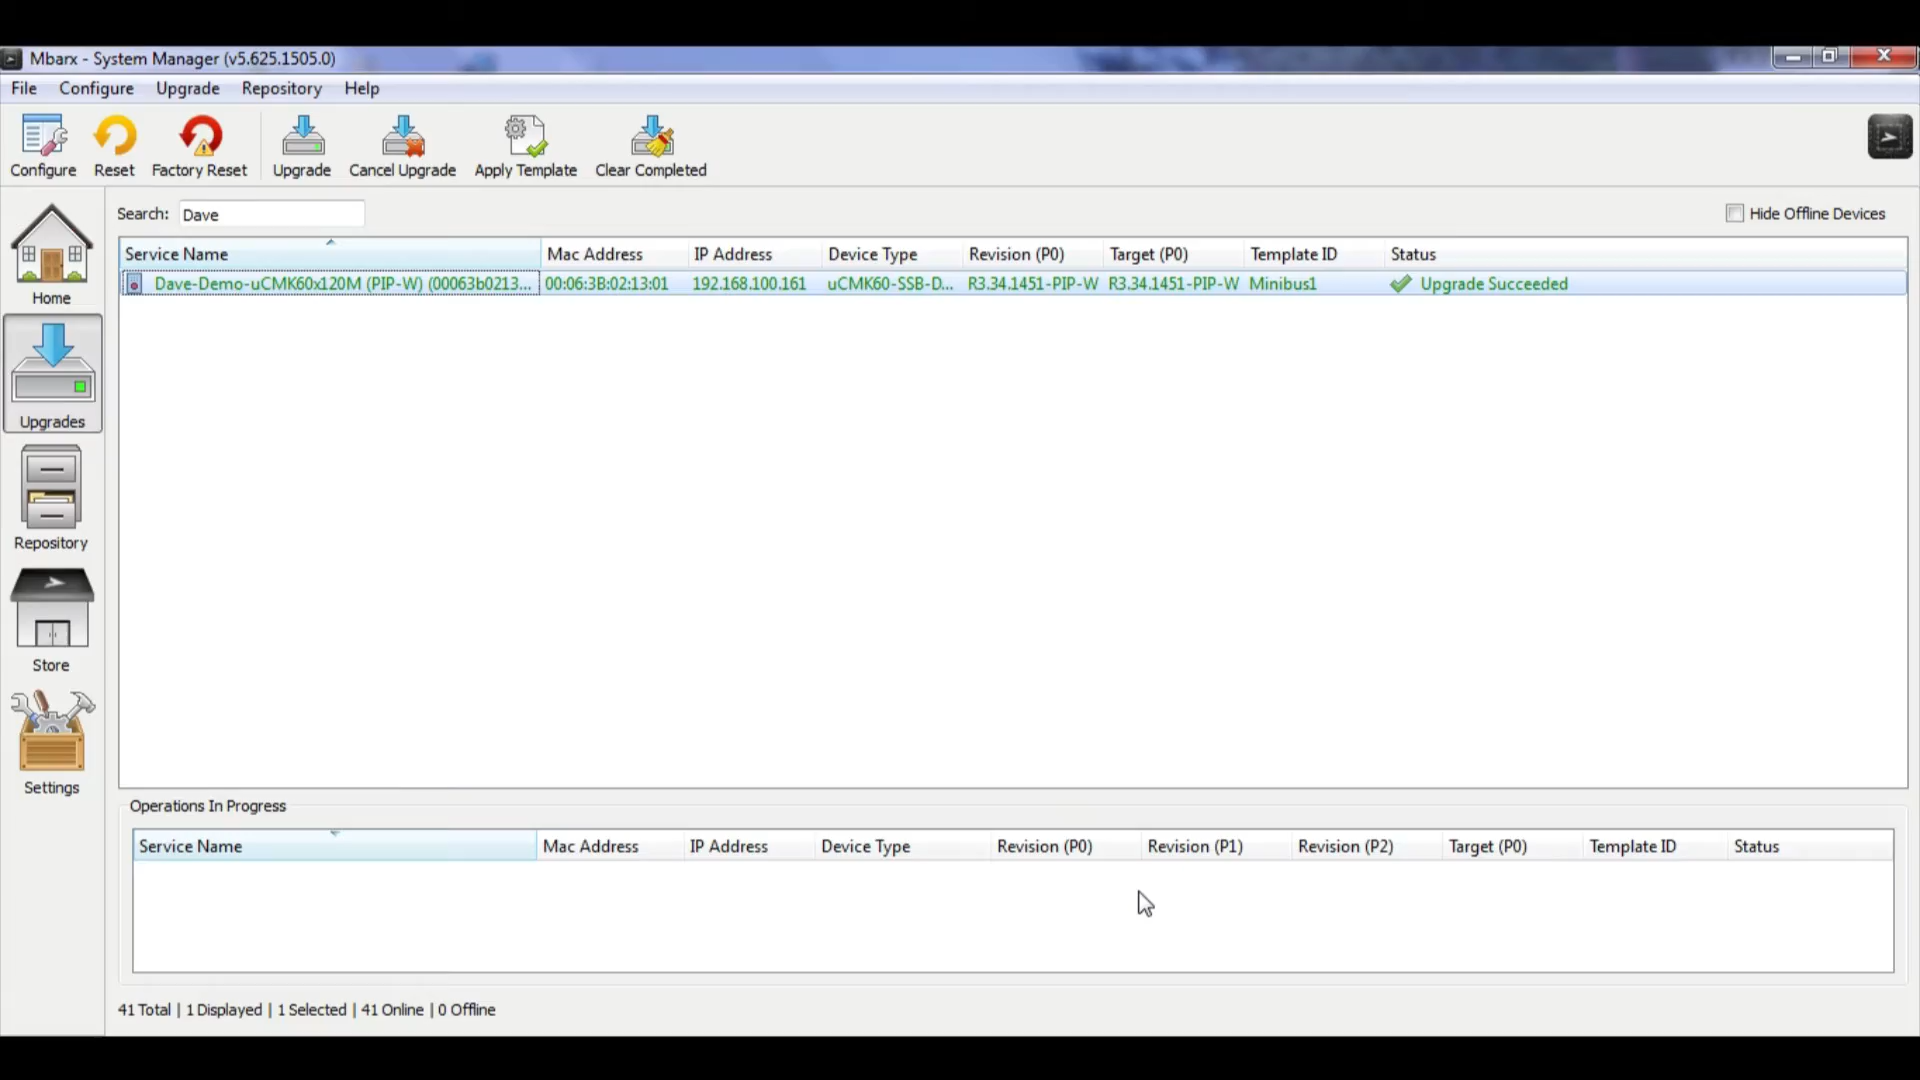 Mbarx - System Manager (v5.625.1505.0)
File Configure Upgrade Repository Help
Configure Reset Factory Reset Upgrade Cancel Upgrade Apply Template Clear Completed
Search: Dave Hide Offline Devices
Service Name Mac Address IP Address Device Type Revision (P0) Target (P0) Template ID Status
Dave-Demo-uCMK60x120M (PIP-W) (00063b0213... 00:06:3B:02:13:01 192.168.100.161 uCMK60-SSB-D... R3.34.1451-PIP-W R3.34.1451-PIP-W Minibus1 Upgrade Succeeded
Home
Upgrades
Repository
Store
Settings
Operations In Progress
Service Name Mac Address IP Address Device Type Revision (P0) Revision (P1) Revision (P2) Target (P0) Template ID Status
41 Total | 1 Displayed | 1 Selected | 41 Online | 0 Offline